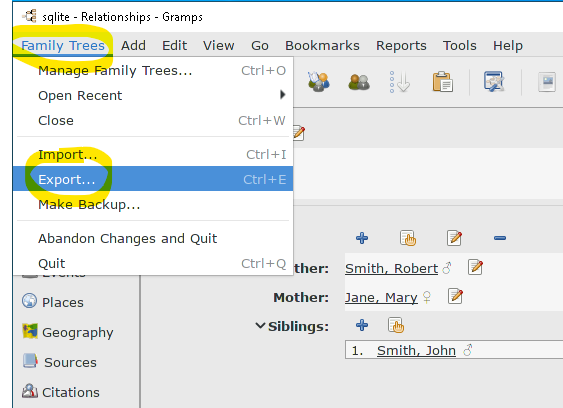 sqlite - Relationships - Gramps
Family Trees Add Edit View Go Bookmarks Reports Tools Help
Manage Family Trees... Ctrl+O
Open Recent
Close Ctrl+W
Import... Ctrl+I
Export... Ctrl+E
Make Backup...
Abandon Changes and Quit
Quit Ctrl+Q
Events
ther: Smith, Robert ♂
Places
Mother: Jane, Mary ♀
Geography
Siblings:
Sources
1. Smith, John ♂
Citations